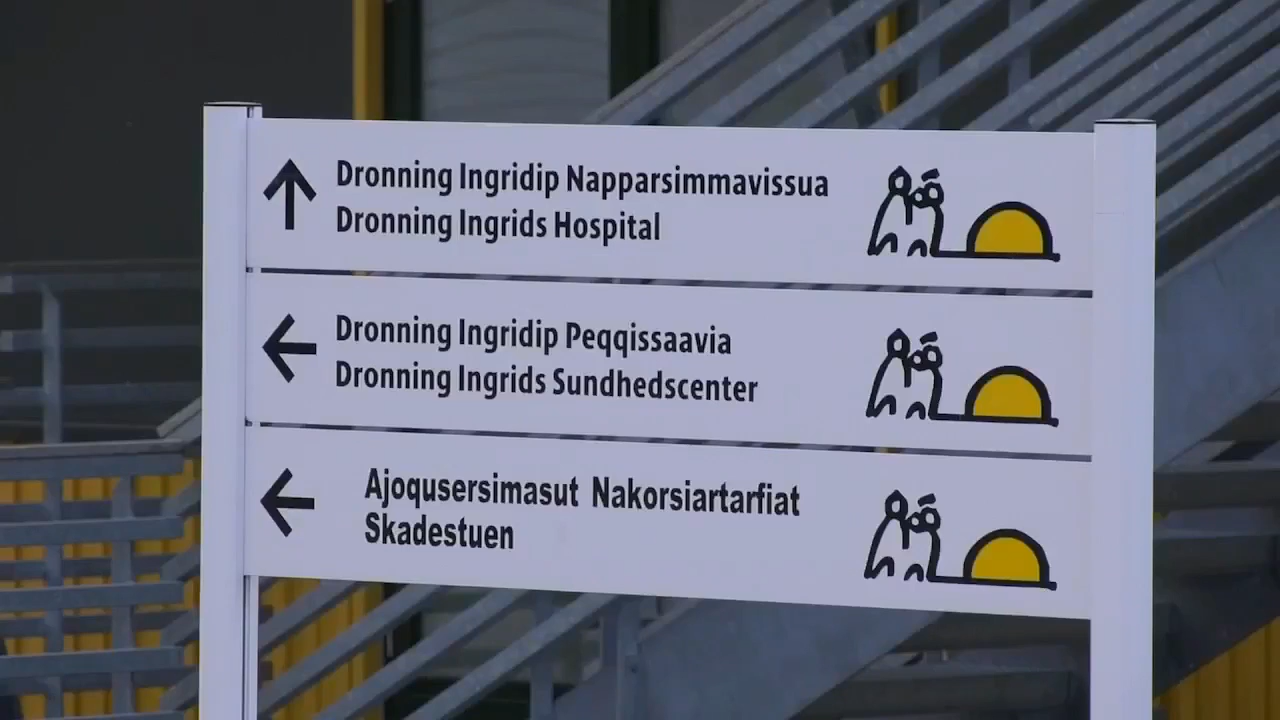 Dronning Ingridip Napparsimmavissua
Dronning Ingrids Hospital
Dronning Ingridip Peqqissaavia
Dronning Ingrids Sundhedscenter
Ajoqusersimasut Nakorsiartarfiat
Skadestuen